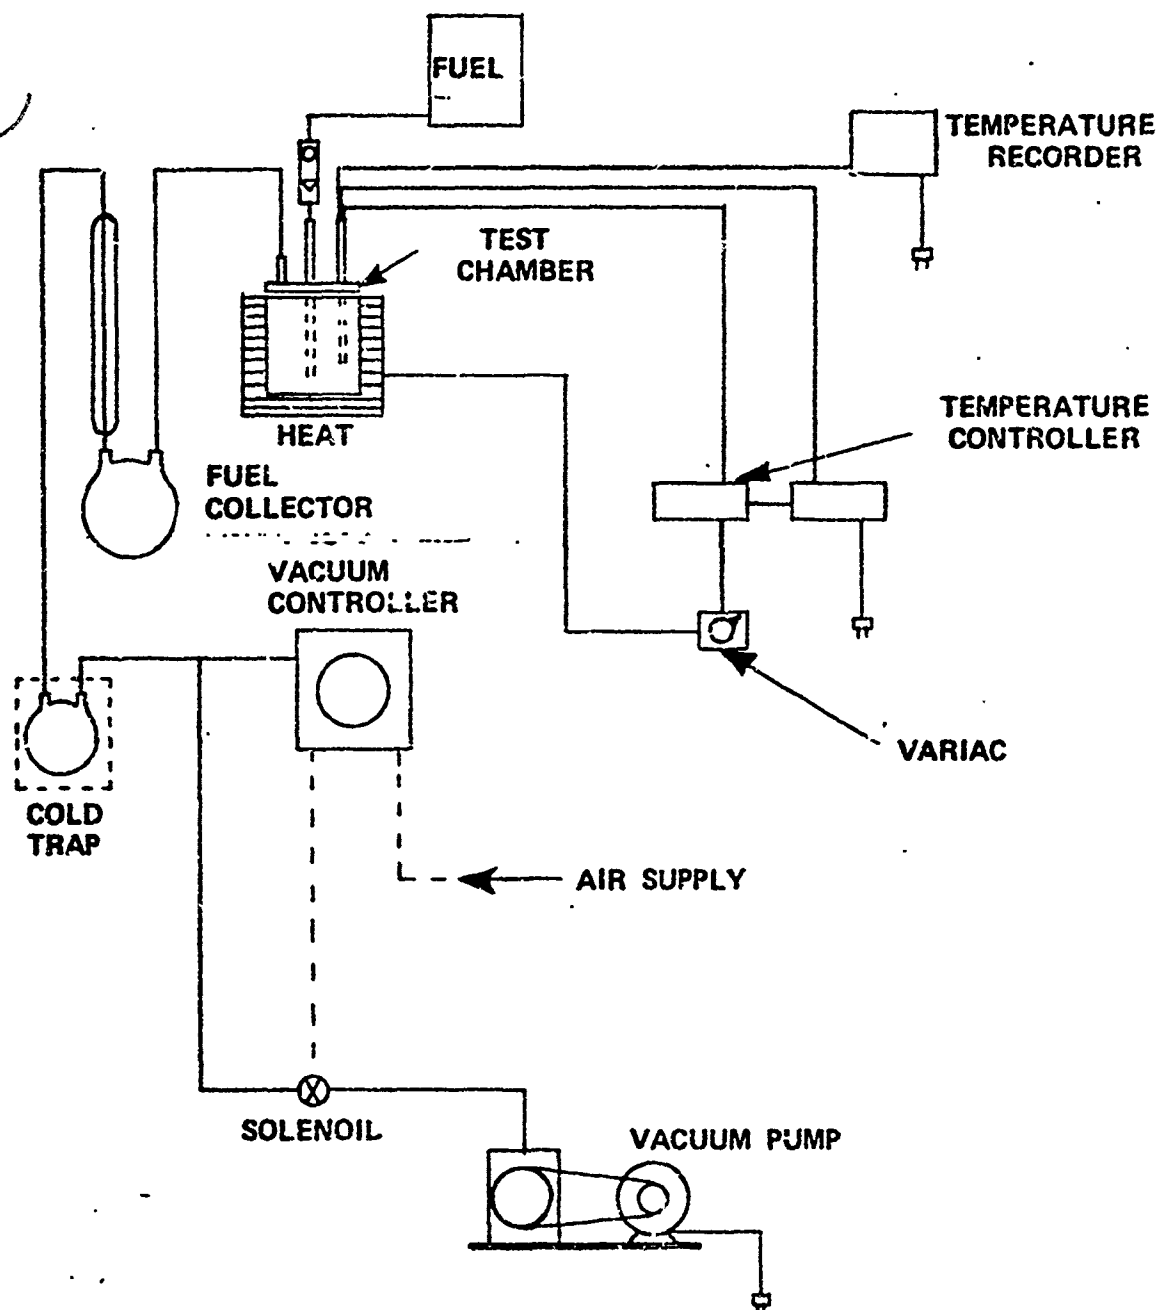 FUEL
TEMPERATURE
RECORDER
TEST
CHAMBER
TEMPERATURE
CONTROLLER
HEAT
FUEL
COLLECTOR
VACUUM
CONTROLLER
VARIAC
COLD
TRAP
AIR SUPPLY
SOLENOIL
VACUUM PUMP